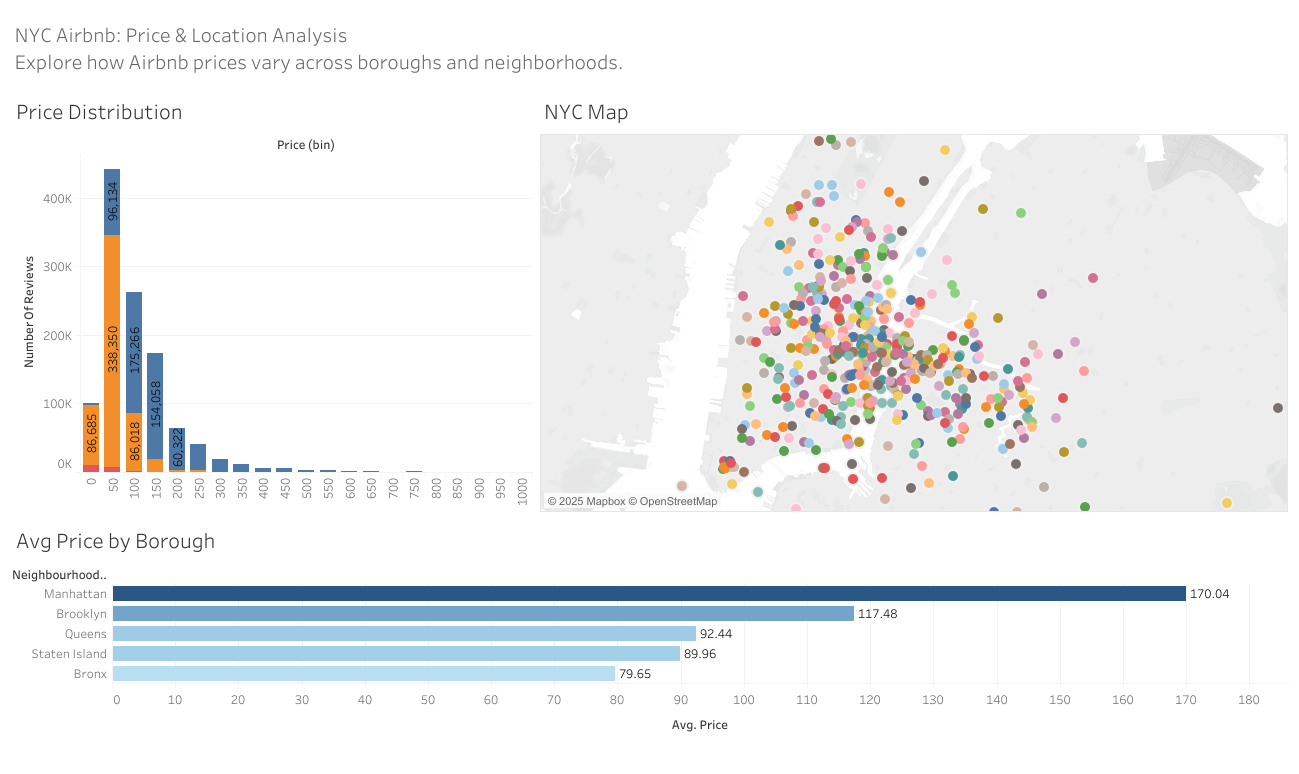 NYC Airbnb: Price & Location Analysis
Explore how Airbnb prices vary across boroughs and neighborhoods.
Price Distribution
Price (bin)
Number Of Reviews
400K
300K
200K
100K
0K
86,685
338,350
96,134
86,018
175,266
154,058
60,322
0 50 100 150 200 250 300 350 400 450 500 550 600 650 700 750 800 850 900 950 1000
NYC Map
© 2025 Mapbox © OpenStreetMap
Avg Price by Borough
Neighbourhood..
Manhattan 170.04
Brooklyn 117.48
Queens 92.44
Staten Island 89.96
Bronx 79.65
0 10 20 30 40 50 60 70 80 90 100 110 120 130 140 150 160 170 180
Avg. Price